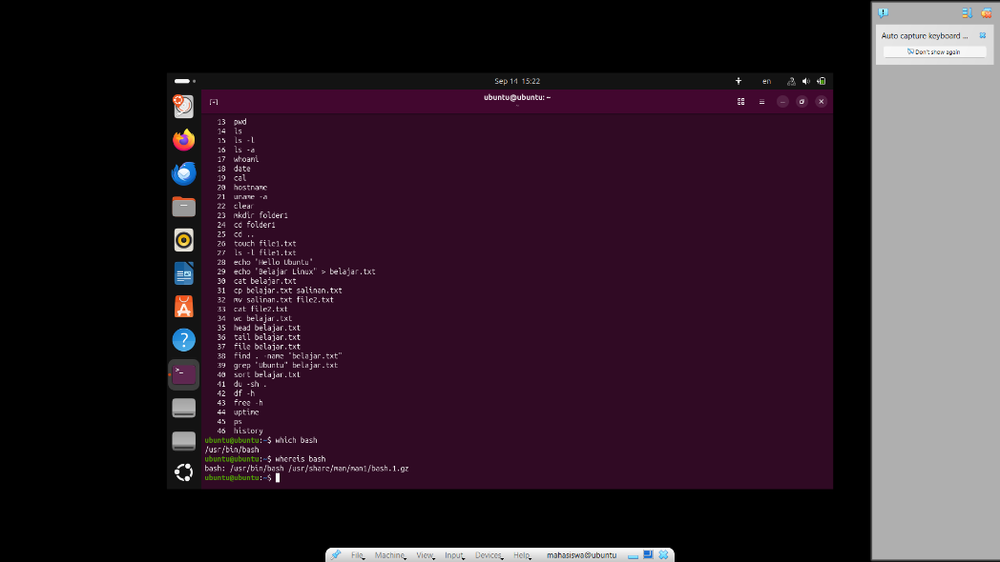 Auto capture keyboard ...
Don't show again
Sep 14 15:22
en
ubuntu@ubuntu: ~
13 pwd
14 ls
15 ls -l
16 ls -a
17 whoami
18 date
19 cal
20 hostname
21 uname -a
22 clear
23 mkdir folder1
24 cd folder1
25 cd ..
26 touch file1.txt
27 ls -l file1.txt
28 echo "Hello Ubuntu"
29 echo "Belajar Linux" > belajar.txt
30 cat belajar.txt
31 cp belajar.txt salinan.txt
32 mv salinan.txt file2.txt
33 cat file2.txt
34 wc belajar.txt
35 head belajar.txt
36 tail belajar.txt
37 file belajar.txt
38 find . -name "belajar.txt"
39 grep "Ubuntu" belajar.txt
40 sort belajar.txt
41 du -sh .
42 df -h
43 free -h
44 uptime
45 ps
46 history
ubuntu@ubuntu:~$ which bash
/usr/bin/bash
ubuntu@ubuntu:~$ whereis bash
bash: /usr/bin/bash /usr/share/man/man1/bash.1.gz
ubuntu@ubuntu:~$
File Machine View Input Devices Help mahasiswa@ubuntu